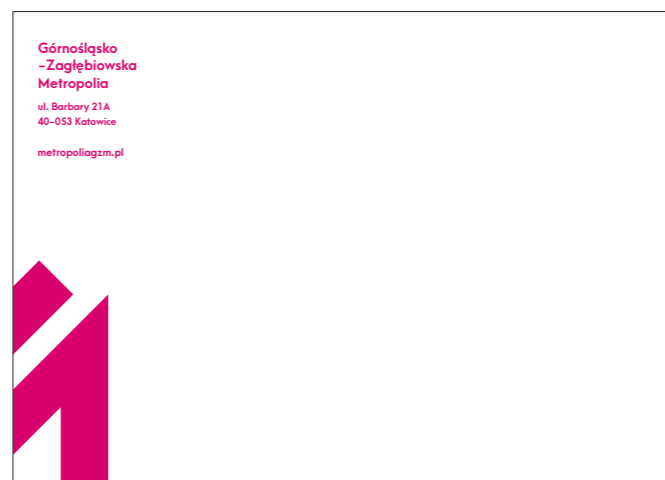 Górnośląsko
-Zagłębiowska
Metropolia
ul. Barbary 21A
40-053 Katowice
metropoliagzm.pl